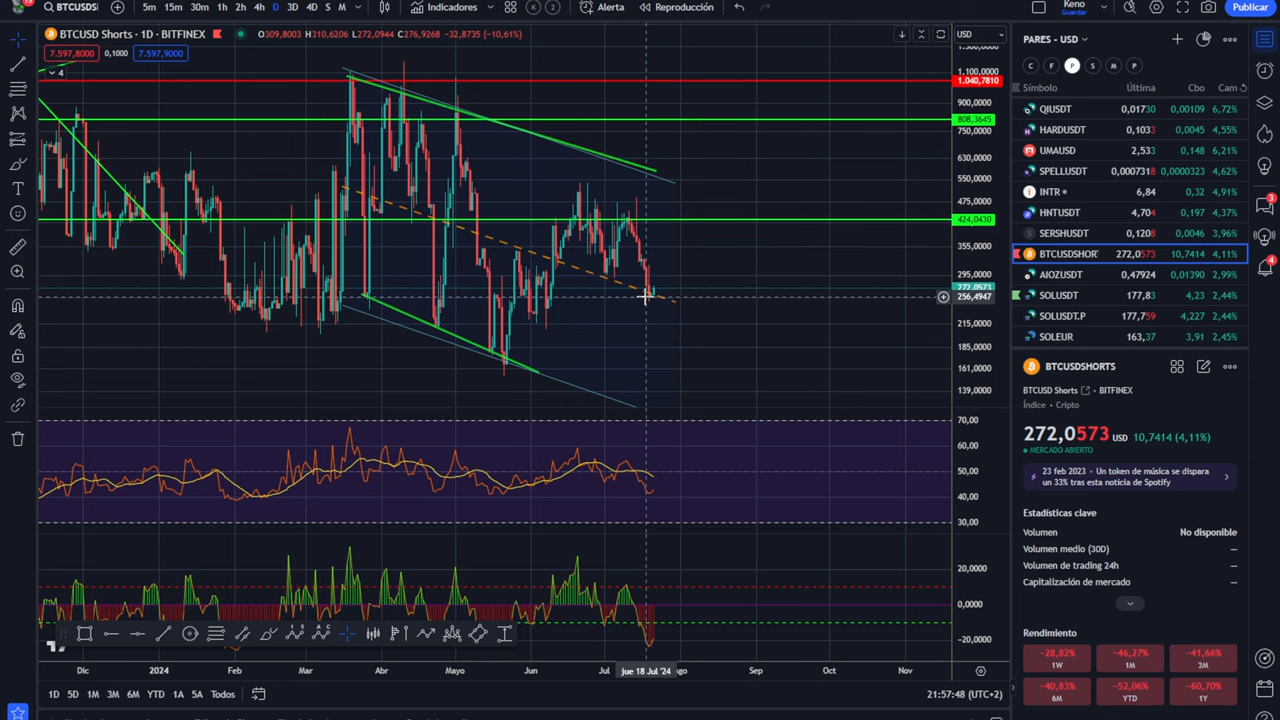 13
BTCUSDS
5m 15m 30m 1h 2h 4h D 3D 4D S M
Indicadores
K 2
Alerta
Reproducción
Keno
Guardar
Publicar
BTCUSD Shorts · 1D · BITFINEX
O309,8003 H310,6206 L272,0944 C276,9268 −32,8735 (−10,61%)
USD
7.597,8000 0,1000 7.597,9000
4
1.100,0000
1.040,7810
900,0000
808,3645
750,0000
630,0000
550,0000
475,0000
424,0430
355,0000
295,0000
272,0573
256,4947
215,0000
185,0000
161,0000
139,0000
70,00
60,00
50,00
40,00
30,00
20,0000
0,0000
−20,0000
Dic 2024 Feb Mar Abr Mayo Jun Jul jue 18 Jul '24 ago Sep Oct Nov
1D 5D 1M 3M 6M YTD 1A 5A Todos
21:57:48 (UTC+2)
PARES - USD
C F P S M P
Símbolo Última Cbo Cam
QIUSDT 0,01730 0,00109 6,72%
HARDUSDT 0,1033 0,0045 4,55%
UMAUSD 2,533 0,148 6,21%
SPELLUSDT 0,0007318 0,0000323 4,62%
INTR 6,84 0,32 4,91%
HNTUSDT 4,704 0,197 4,37%
SERSHUSDT 0,1208 0,0046 3,96%
BTCUSDSHOR 272,0573 10,7414 4,11%
AIOZUSDT 0,47924 0,01390 2,99%
SOLUSDT 177,83 4,23 2,44%
SOLUSDT.P 177,759 4,227 2,44%
SOLEUR 163,37 3,91 2,45%
BTCUSDSHORTS
BTCUSD Shorts • BITFINEX
Índice • Cripto
272,0573 USD 10,7414 (4,11%)
MERCADO ABIERTO
23 feb 2023 • Un token de música se dispara
un 33% tras esta noticia de Spotify
Estadísticas clave
Volumen No disponible
Volumen medio (30D) —
Volumen de trading 24h —
Capitalización de mercado —
Rendimiento
−28,82% −46,27% −41,66%
1W 1M 3M
−40,83% −52,06% −60,70%
6M YTD 1Y
3
4